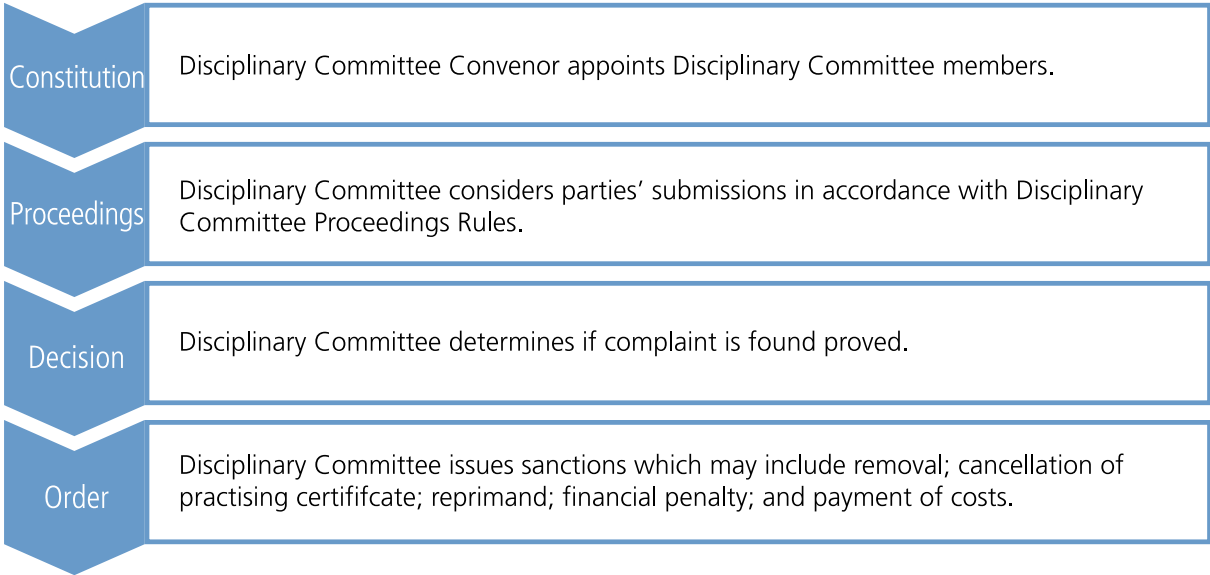 Constitution
Disciplinary Committee Convenor appoints Disciplinary Committee members.
Proceedings
Disciplinary Committee considers parties’ submissions in accordance with Disciplinary
Committee Proceedings Rules.
Decision
Disciplinary Committee determines if complaint is found proved.
Order
Disciplinary Committee issues sanctions which may include removal; cancellation of
practising certififcate; reprimand; financial penalty; and payment of costs.